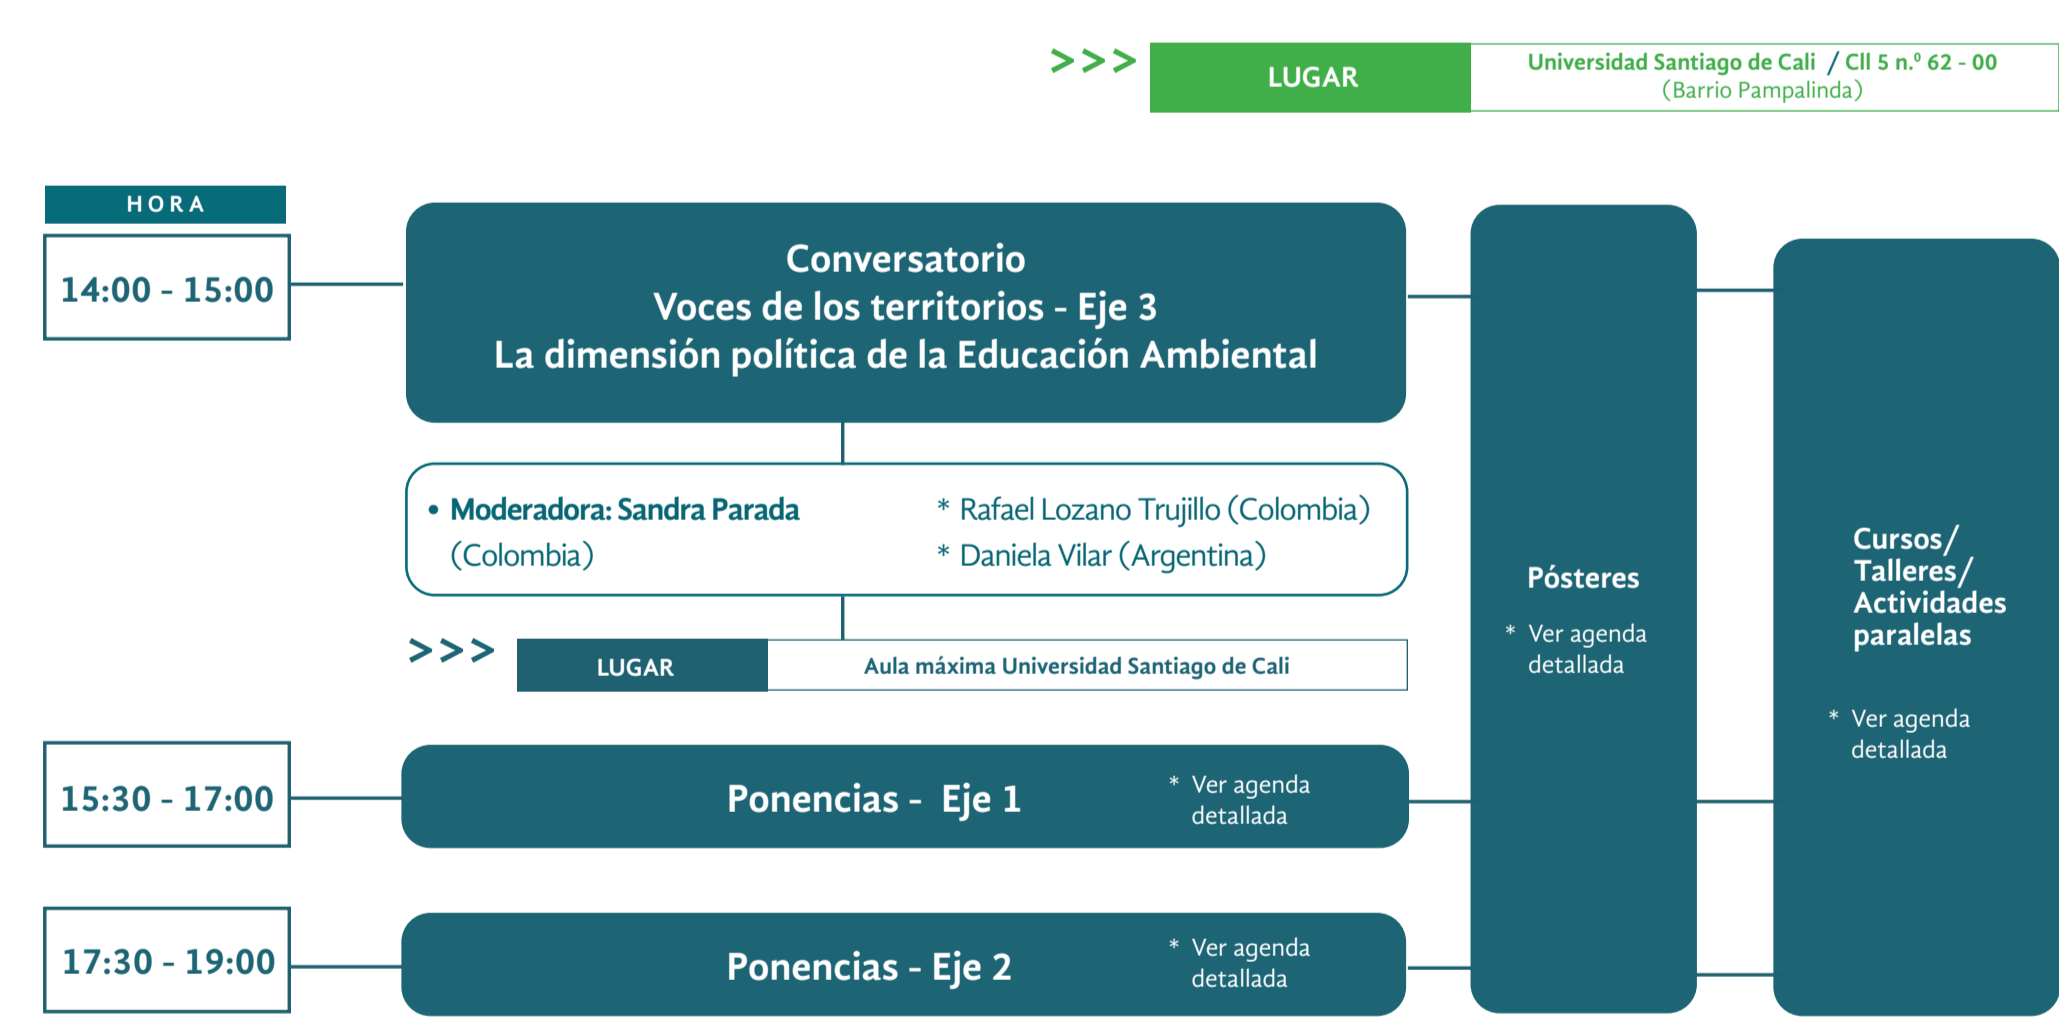 >>>
LUGAR
Universidad Santiago de Cali / Cll 5 n.º 62 - 00
(Barrio Pampalinda)
HORA
14:00 - 15:00
Conversatorio
Voces de los territorios - Eje 3
La dimensión política de la Educación Ambiental
• Moderadora: Sandra Parada
(Colombia)
* Rafael Lozano Trujillo (Colombia)
* Daniela Vilar (Argentina)
>>>
LUGAR
Aula máxima Universidad Santiago de Cali
15:30 - 17:00
Ponencias - Eje 1
* Ver agenda
detallada
17:30 - 19:00
Ponencias - Eje 2
* Ver agenda
detallada
Pósteres
* Ver agenda
detallada
Cursos/
Talleres/
Actividades
paralelas
* Ver agenda
detallada